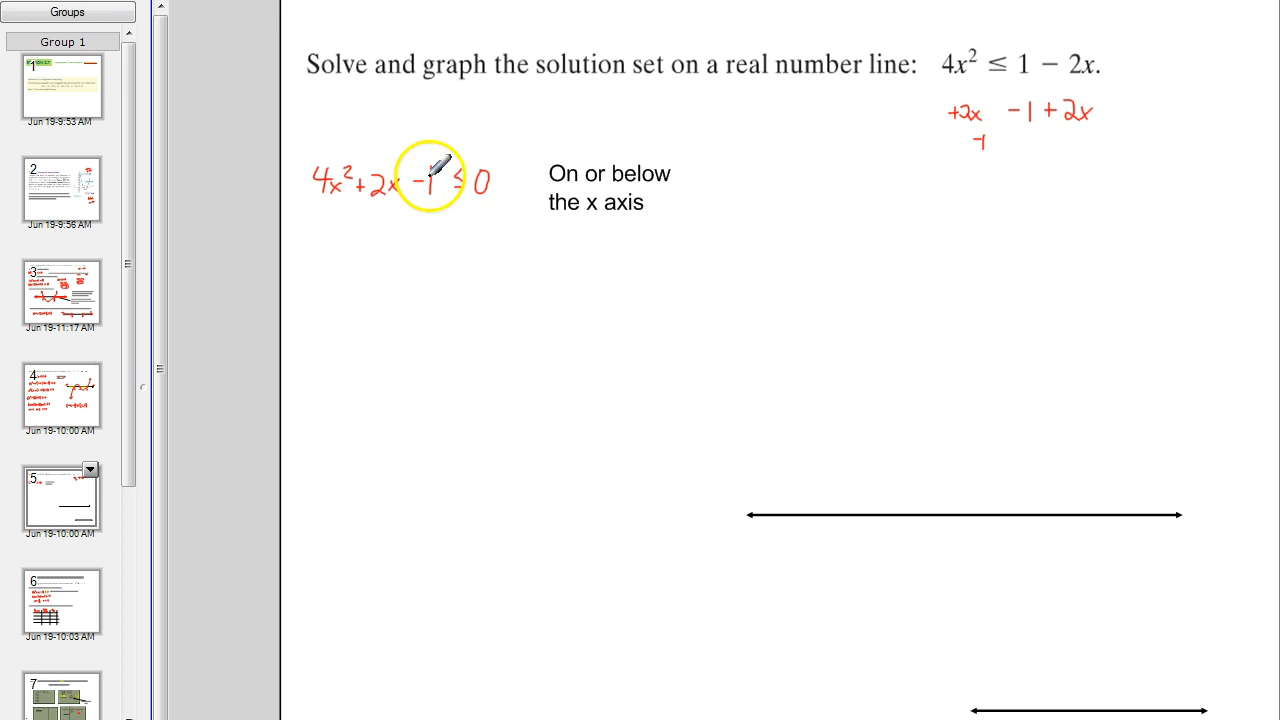 Groups
Group 1
1
Jun 19-9:53 AM
2
Jun 19-9:56 AM
3
Jun 19-11:17 AM
4
Jun 19-10:00 AM
5
Jun 19-10:00 AM
6
Jun 19-10:03 AM
7
Solve and graph the solution set on a real number line: 4x² ≤ 1 − 2x.
+2x −1 + 2x
−1
4x² + 2x −1 ≤ 0
On or below
the x axis